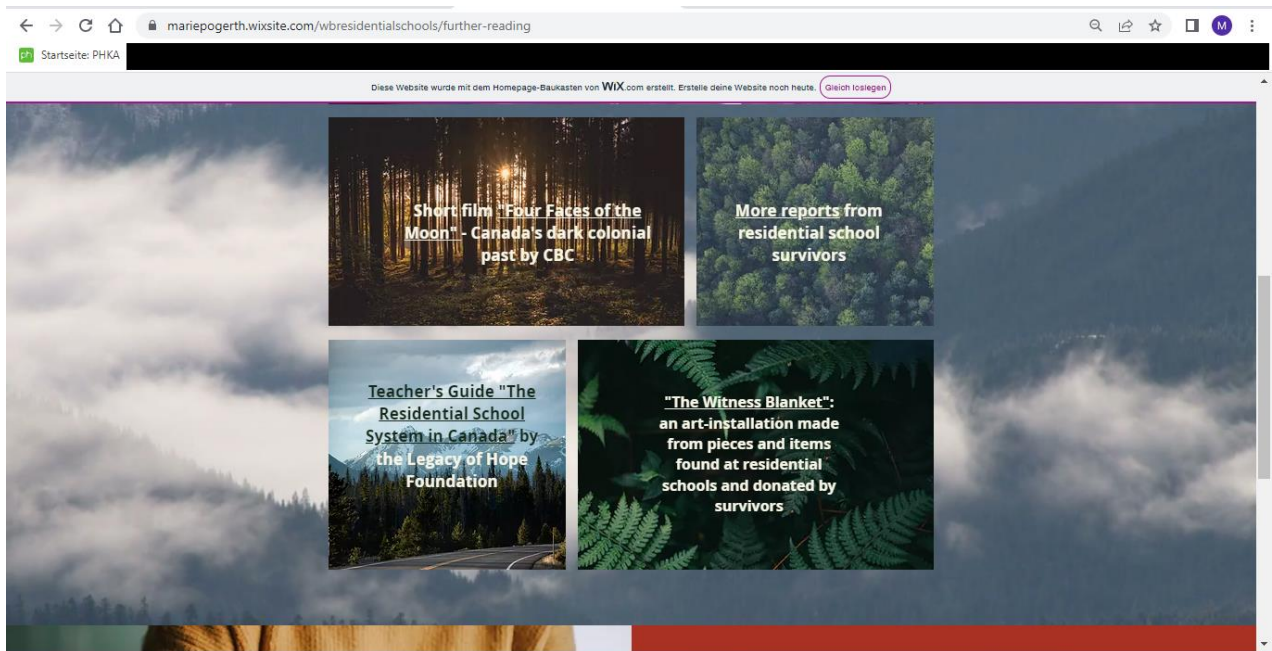 mariepogerth.wixsite.com/wbresidentialschools/further-reading
M
ph Startseite: PHKA
Diese Website wurde mit dem Homepage-Baukasten von WiX.com erstellt. Erstelle deine Website noch heute. Gleich loslegen
Short film "Four Faces of the
Moon" - Canada's dark colonial
past by CBC
More reports from
residential school
survivors
Teacher's Guide "The
Residential School
System in Canada" by
the Legacy of Hope
Foundation
"The Witness Blanket":
an art-installation made
from pieces and items
found at residential
schools and donated by
survivors